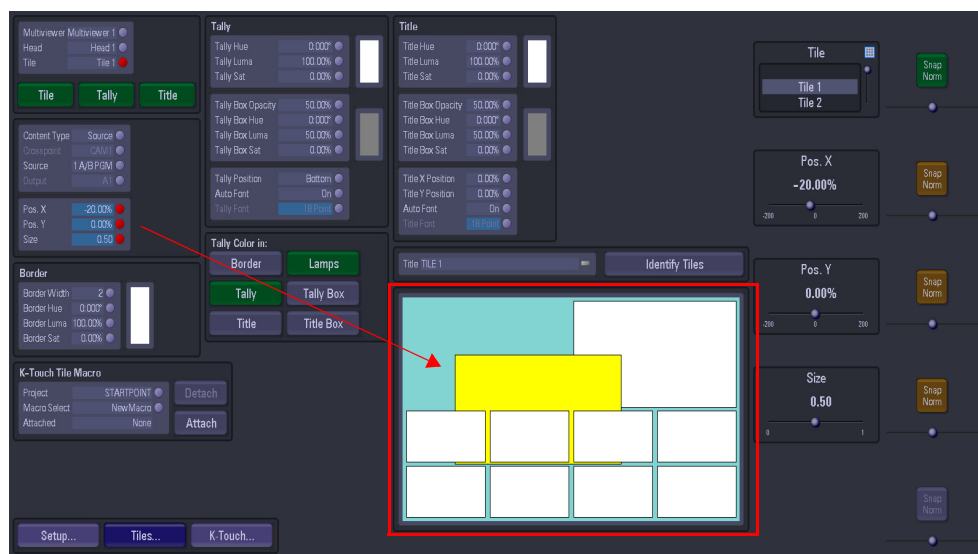 Multiviewer Multiviewer 1
Head Head 1
Tile Tile 1
Tile Tally Title
Content Type Source
Crosspoint CAM1
Source 1 A/B PGM
Output A1
Pos. X -20.00%
Pos. Y 0.00%
Size 0.50
Border
Border Width 2
Border Hue 0.000°
Border Luma 100.00%
Border Sat 0.00%
K-Touch Tile Macro
Project STARTPOINT
Macro Select NewMacro
Attached None
Detach
Attach
Setup... Tiles... K-Touch...
Tally
Tally Hue 0.000°
Tally Luma 100.00%
Tally Sat 0.00%
Tally Box Opacity 50.00%
Tally Box Hue 0.000°
Tally Box Luma 50.00%
Tally Box Sat 0.00%
Tally Position Bottom
Auto Font On
Tally Font 18 Point
Tally Color in:
Border Lamps
Tally Tally Box
Title Title Box
Title
Title Hue 0.000°
Title Luma 100.00%
Title Sat 0.00%
Title Box Opacity 50.00%
Title Box Hue 0.000°
Title Box Luma 50.00%
Title Box Sat 0.00%
Title X Position 0.00%
Title Y Position 0.00%
Auto Font On
Title Font 18 Point
Title TILE 1
Identify Tiles
Tile
Tile 1
Tile 2
Snap
Norm
Pos. X
-20.00%
-200 0 200
Snap
Norm
Pos. Y
0.00%
-200 0 200
Snap
Norm
Size
0.50
0 1
Snap
Norm
Snap
Norm